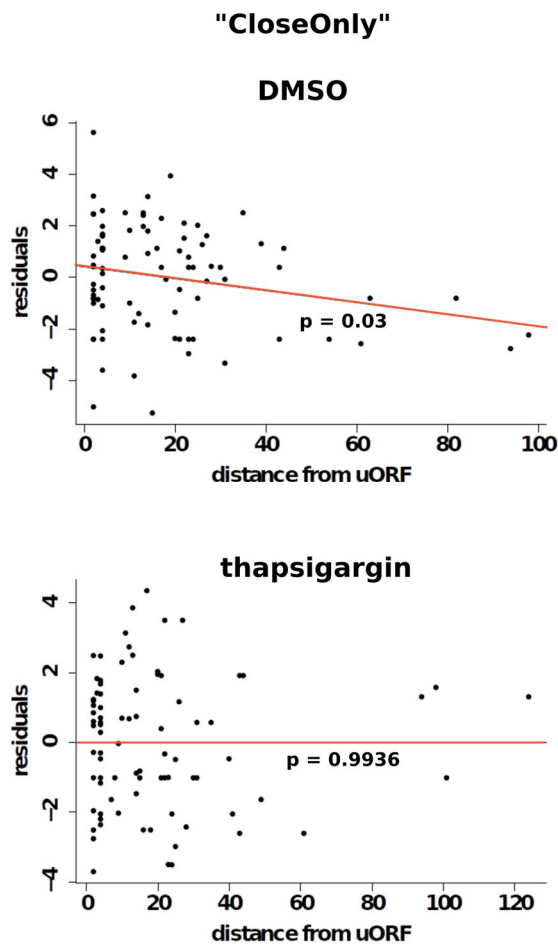 "CloseOnly"
DMSO
6
4
2
0
−2
−4
residuals
p = 0.03
0 20 40 60 80 100
distance from uORF
thapsigargin
4
2
0
−2
−4
residuals
p = 0.9936
0 20 40 60 80 100 120
distance from uORF